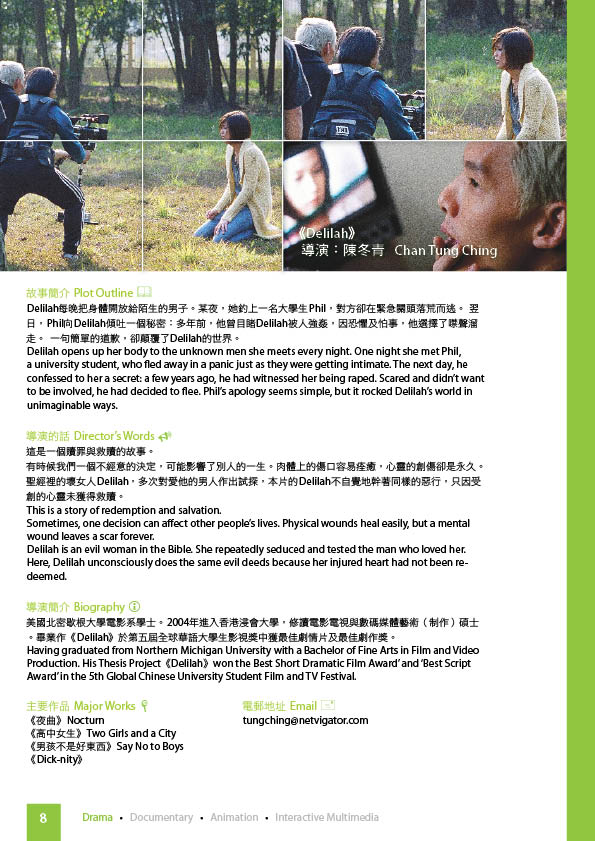 《Delilah》
導演：陳冬青 Chan Tung Ching
故事簡介 Plot Outline
Delilah每晚把身體開放給陌生的男子。某夜，她釣上一名大學生Phil，對方卻在緊急關頭落荒而逃。 翌
日，Phil向Delilah傾吐一個秘密：多年前，他曾目睹Delilah被人強姦，因恐懼及怕事，他選擇了噤聲溜
走。 一句簡單的道歉，卻顛覆了Delilah的世界。
Delilah opens up her body to the unknown men she meets every night. One night she met Phil,
a university student, who fled away in a panic just as they were getting intimate. The next day, he
confessed to her a secret: a few years ago, he had witnessed her being raped. Scared and didn't want
to be involved, he had decided to flee. Phil's apology seems simple, but it rocked Delilah's world in
unimaginable ways.
導演的話 Director's Words
這是一個贖罪與救贖的故事。
有時候我們一個不經意的決定，可能影響了別人的一生。肉體上的傷口容易痊癒，心靈的創傷卻是永久。
聖經裡的壞女人Delilah，多次對愛他的男人作出試探，本片的Delilah不自覺地幹著同樣的惡行，只因受
創的心靈未獲得救贖。
This is a story of redemption and salvation.
Sometimes, one decision can affect other people's lives. Physical wounds heal easily, but a mental
wound leaves a scar forever.
Delilah is an evil woman in the Bible. She repeatedly seduced and tested the man who loved her.
Here, Delilah unconsciously does the same evil deeds because her injured heart had not been re-
deemed.
導演簡介 Biography
美國北密歇根大學電影系學士。 2004年進入香港浸會大學，修讀電影電視與數碼媒體藝術（制作）碩士
。畢業作《Delilah》於第五屆全球華語大學生影視獎中獲最佳劇情片及最佳劇作獎。
Having graduated from Northern Michigan University with a Bachelor of Fine Arts in Film and Video
Production. His Thesis Project《Delilah》won the Best Short Dramatic Film Award' and 'Best Script
Award' in the 5th Global Chinese University Student Film and TV Festival.
主要作品 Major Works
《夜曲》Nocturn
《高中女生》Two Girls and a City
《男孩不是好東西》Say No to Boys
《Dick-nity》
電郵地址 Email
tungching@netvigator.com
8 Drama • Documentary • Animation • Interactive Multimedia